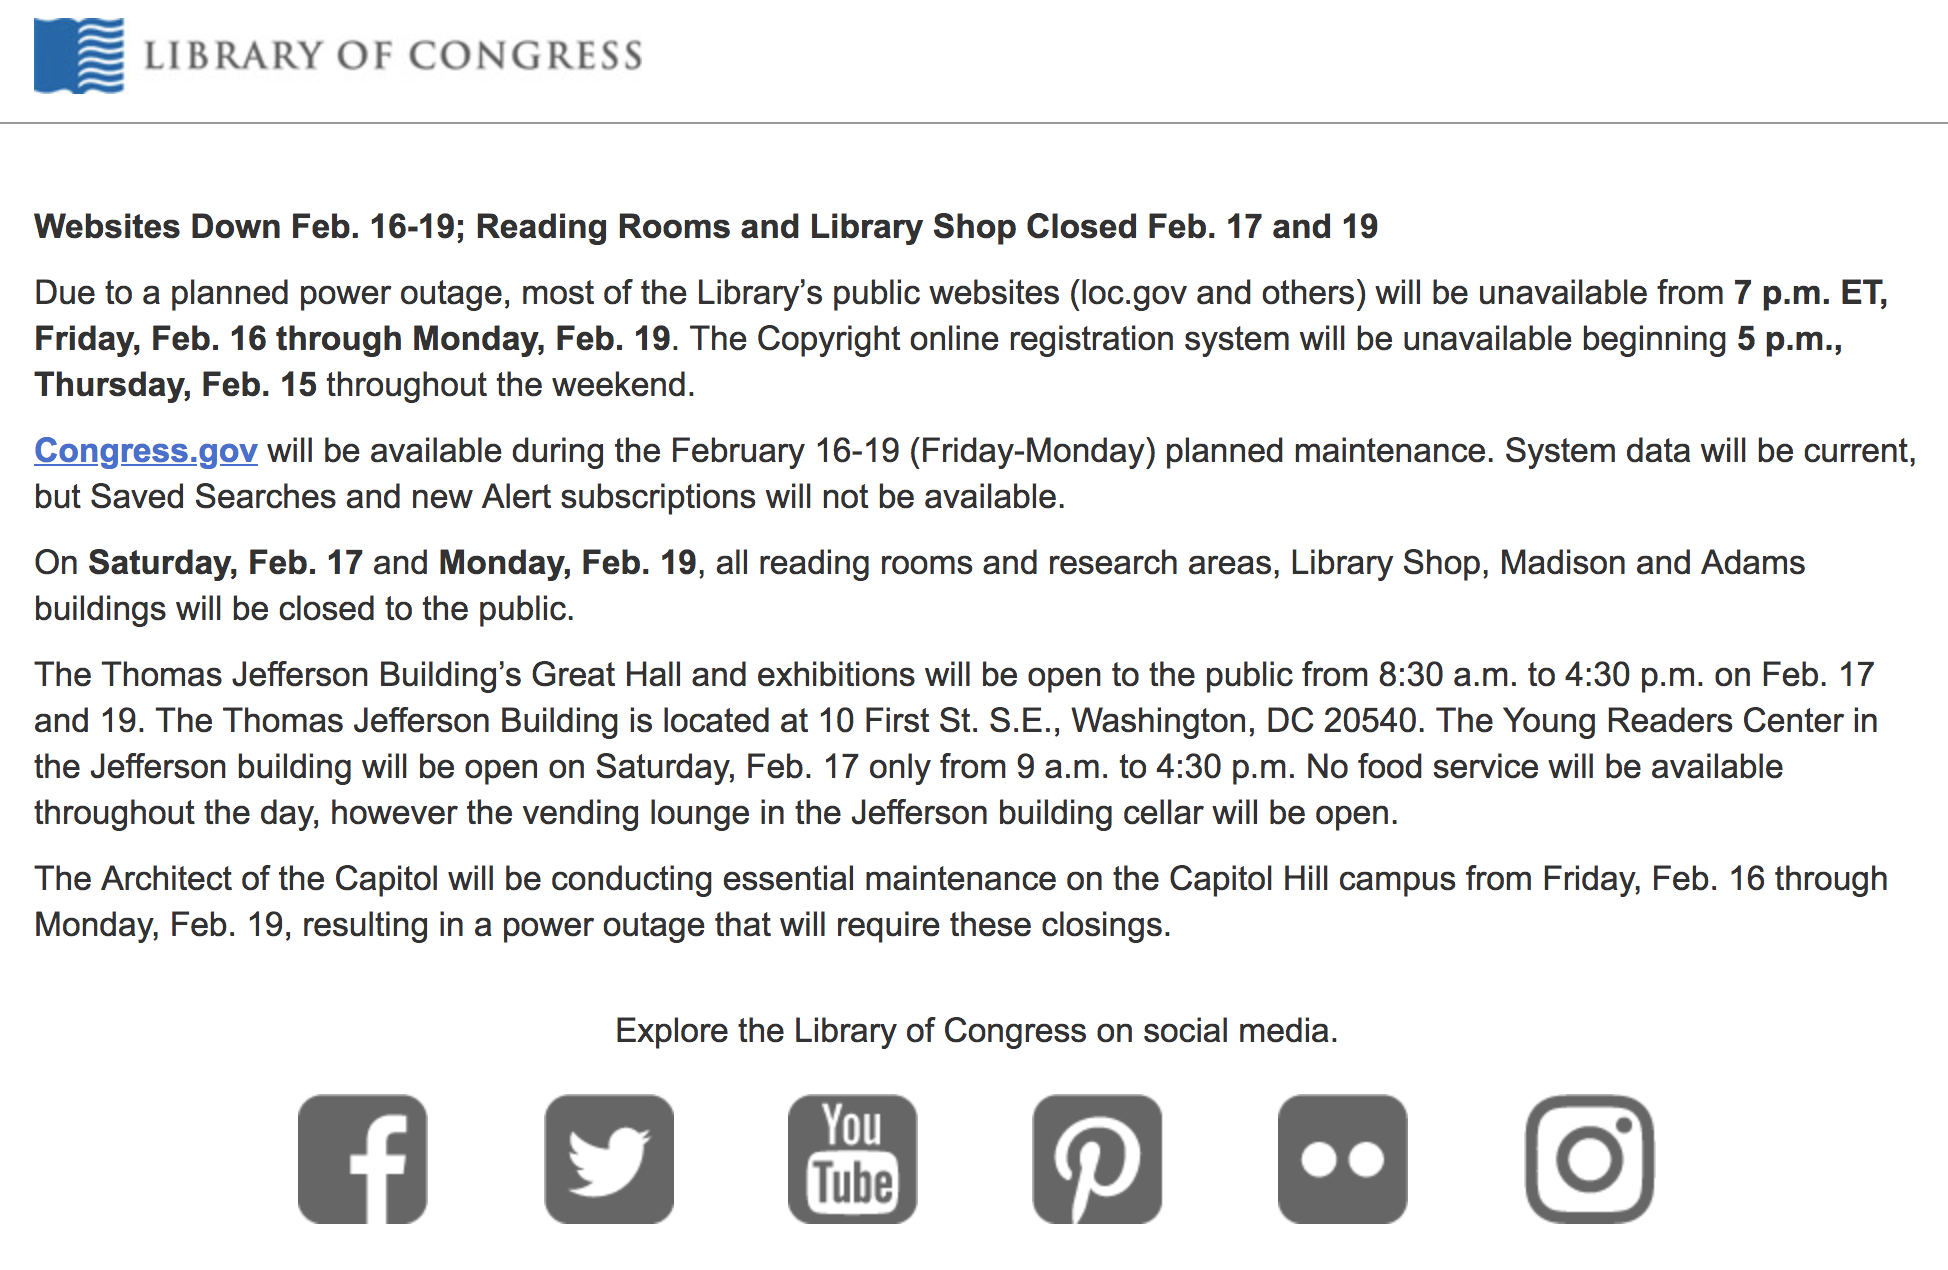 LIBRARY OF CONGRESS
Websites Down Feb. 16-19; Reading Rooms and Library Shop Closed Feb. 17 and 19
Due to a planned power outage, most of the Library’s public websites (loc.gov and others) will be unavailable from 7 p.m. ET,
Friday, Feb. 16 through Monday, Feb. 19. The Copyright online registration system will be unavailable beginning 5 p.m.,
Thursday, Feb. 15 throughout the weekend.
Congress.gov will be available during the February 16-19 (Friday-Monday) planned maintenance. System data will be current,
but Saved Searches and new Alert subscriptions will not be available.
On Saturday, Feb. 17 and Monday, Feb. 19, all reading rooms and research areas, Library Shop, Madison and Adams
buildings will be closed to the public.
The Thomas Jefferson Building’s Great Hall and exhibitions will be open to the public from 8:30 a.m. to 4:30 p.m. on Feb. 17
and 19. The Thomas Jefferson Building is located at 10 First St. S.E., Washington, DC 20540. The Young Readers Center in
the Jefferson building will be open on Saturday, Feb. 17 only from 9 a.m. to 4:30 p.m. No food service will be available
throughout the day, however the vending lounge in the Jefferson building cellar will be open.
The Architect of the Capitol will be conducting essential maintenance on the Capitol Hill campus from Friday, Feb. 16 through
Monday, Feb. 19, resulting in a power outage that will require these closings.
Explore the Library of Congress on social media.
You
Tube